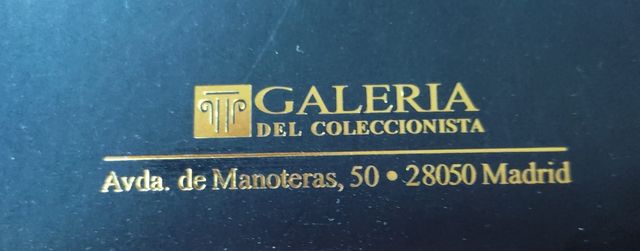 GALERIA
DEL COLECCIONISTA
Avda. de Manoteras, 50 • 28050 Madrid